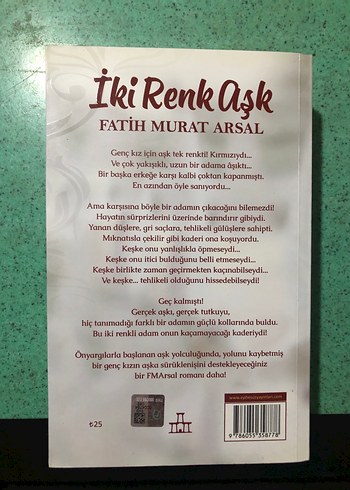 İki Renk Aşk
FATİH MURAT ARSAL
Genç kız için aşk tek renkti! Kırmızıydı...
Ve çok yakışıklı, uzun bir adama âşıktı...
Bir başka erkeğe karşı kalbi çoktan kapanmıştı.
En azından öyle sanıyordu...
Ama karşısına böyle bir adamın çıkacağını bilemezdi!
Hayatın sürprizlerini üzerinde barındırır gibiydi.
Yanan düşlere, gri saçlara, tehlikeli gülüşlere sahipti.
Mıknatısla çekilir gibi kaderi ona koşuyordu.
Keşke onu yanlışlıkla öpmeseydi...
Keşke onu itici bulduğunu belli etmeseydi...
Keşke birlikte zaman geçirmekten kaçınabilseydi...
Ve keşke... tehlikeli olduğunu hissedebilseydi!
Geç kalmıştı!
Gerçek aşkı, gerçek tutkuyu,
hiç tanımadığı farklı bir adamın güçlü kollarında buldu.
Bu iki renkli adam onun kaçamayacağı kaderiydi!
Önyargılarla başlanan aşk yolculuğunda, yolunu kaybetmiş
bir genç kızın aşka sürüklenişini destekleyeceğiniz
bir FMArsal romanı daha!
₺25
9 786055 358778